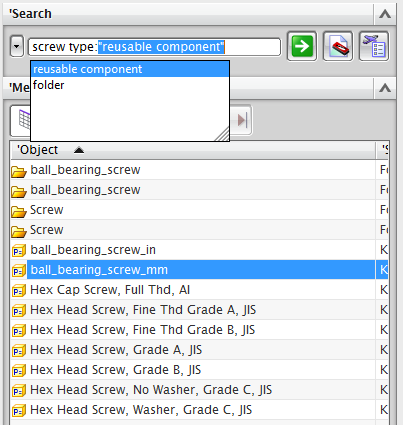 'Search
screw type:"reusable component"
reusable component
folder
'Me
'Object
'S
ball_bearing_screw
Fo
ball_bearing_screw
Fo
Screw
Fo
Screw
Fo
ball_bearing_screw_in
K
ball_bearing_screw_mm
K
Hex Cap Screw, Full Thd, AI
K
Hex Head Screw, Fine Thd Grade A, JIS
K
Hex Head Screw, Fine Thd Grade B, JIS
K
Hex Head Screw, Grade A, JIS
K
Hex Head Screw, Grade B, JIS
K
Hex Head Screw, No Washer, Grade C, JIS
K
Hex Head Screw, Washer, Grade C, JIS
K